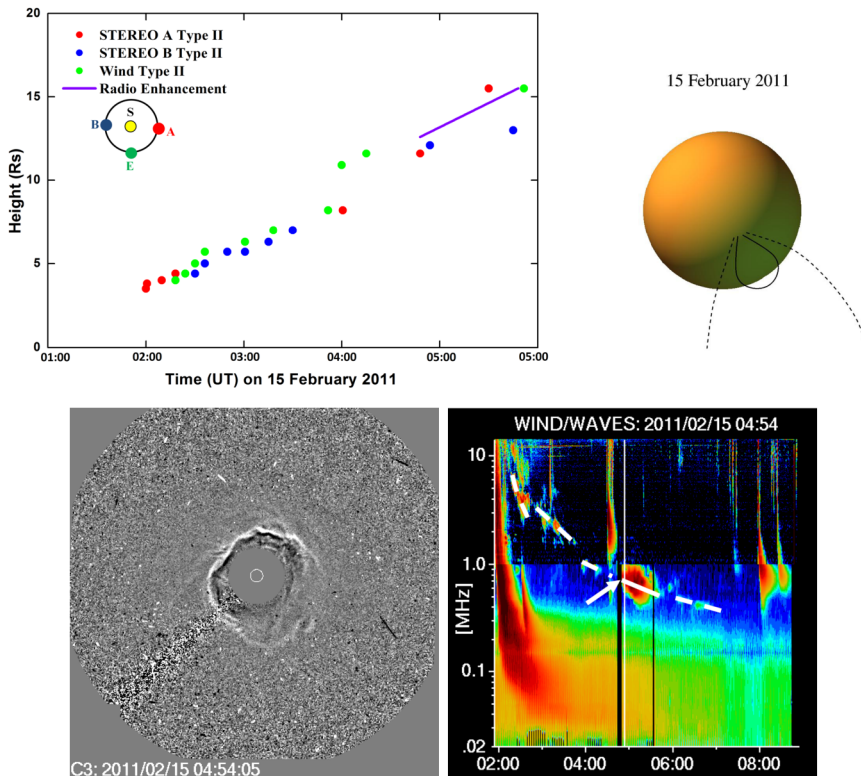 20
15
10
5
0
Height (Rs)
STEREO A Type II
STEREO B Type II
Wind Type II
Radio Enhancement
S
B
A
E
01:00 02:00 03:00 04:00 05:00 05:00
Time (UT) on 15 February 2011
15 February 2011
C3: 2011/02/15 04:54:05
WIND/WAVES: 2011/02/15 04:54
10
1.0
[MHz]
0.1
.02
02:00 04:00 06:00 08:00